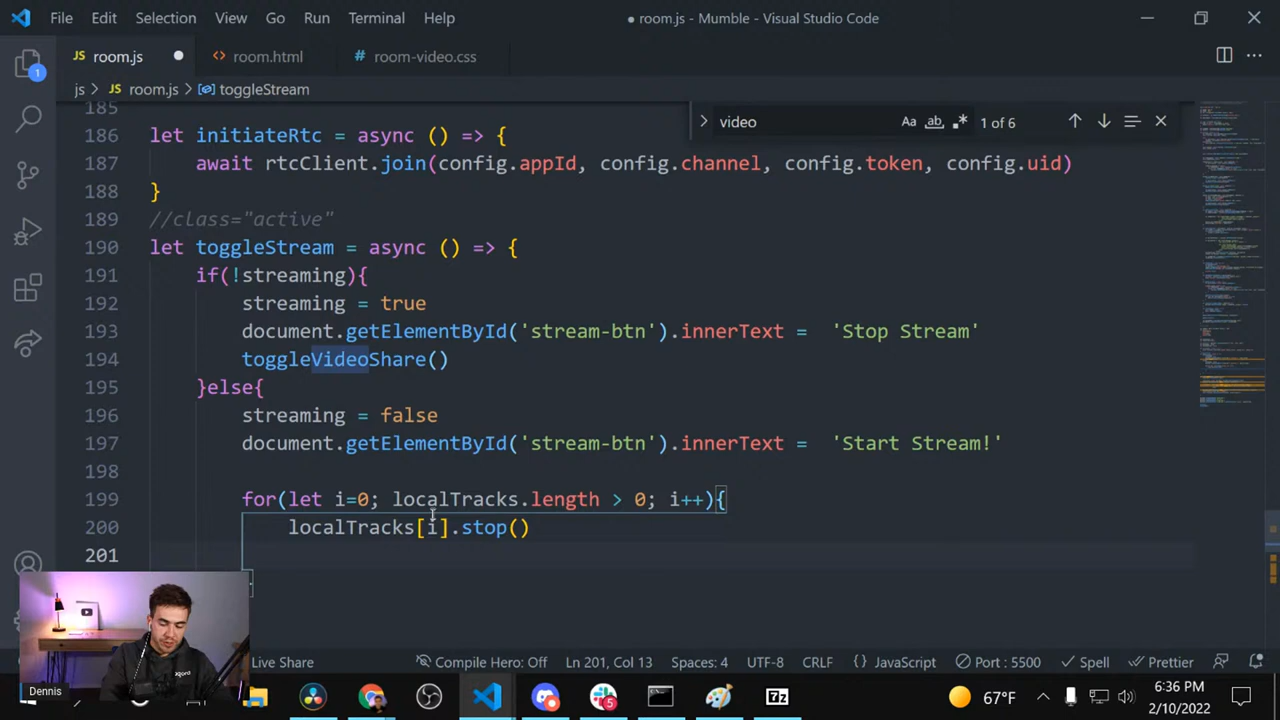 File Edit Selection View Go Run Terminal Help
● room.js - Mumble - Visual Studio Code
JS room.js ● <> room.html # room-video.css
js > JS room.js > toggleStream
video Aa ab .* 1 of 6
1
185
186 let initiateRtc = async () => {
187 await rtcClient.join(config.appId, config.channel, config.token, config.uid)
188 }
189 //class="active"
190 let toggleStream = async () => {
191 if(!streaming){
192 streaming = true
193 document.getElementById('stream-btn').innerText = 'Stop Stream'
194 toggleVideoShare()
195 }else{
196 streaming = false
197 document.getElementById('stream-btn').innerText = 'Start Stream!'
198
199 for(let i=0; localTracks.length > 0; i++){
200 localTracks[i].stop()
201
Dennis
Live Share Compile Hero: Off Ln 201, Col 13 Spaces: 4 UTF-8 CRLF {} JavaScript Port : 5500 Spell Prettier
7z 67°F 6:36 PM
2/10/2022